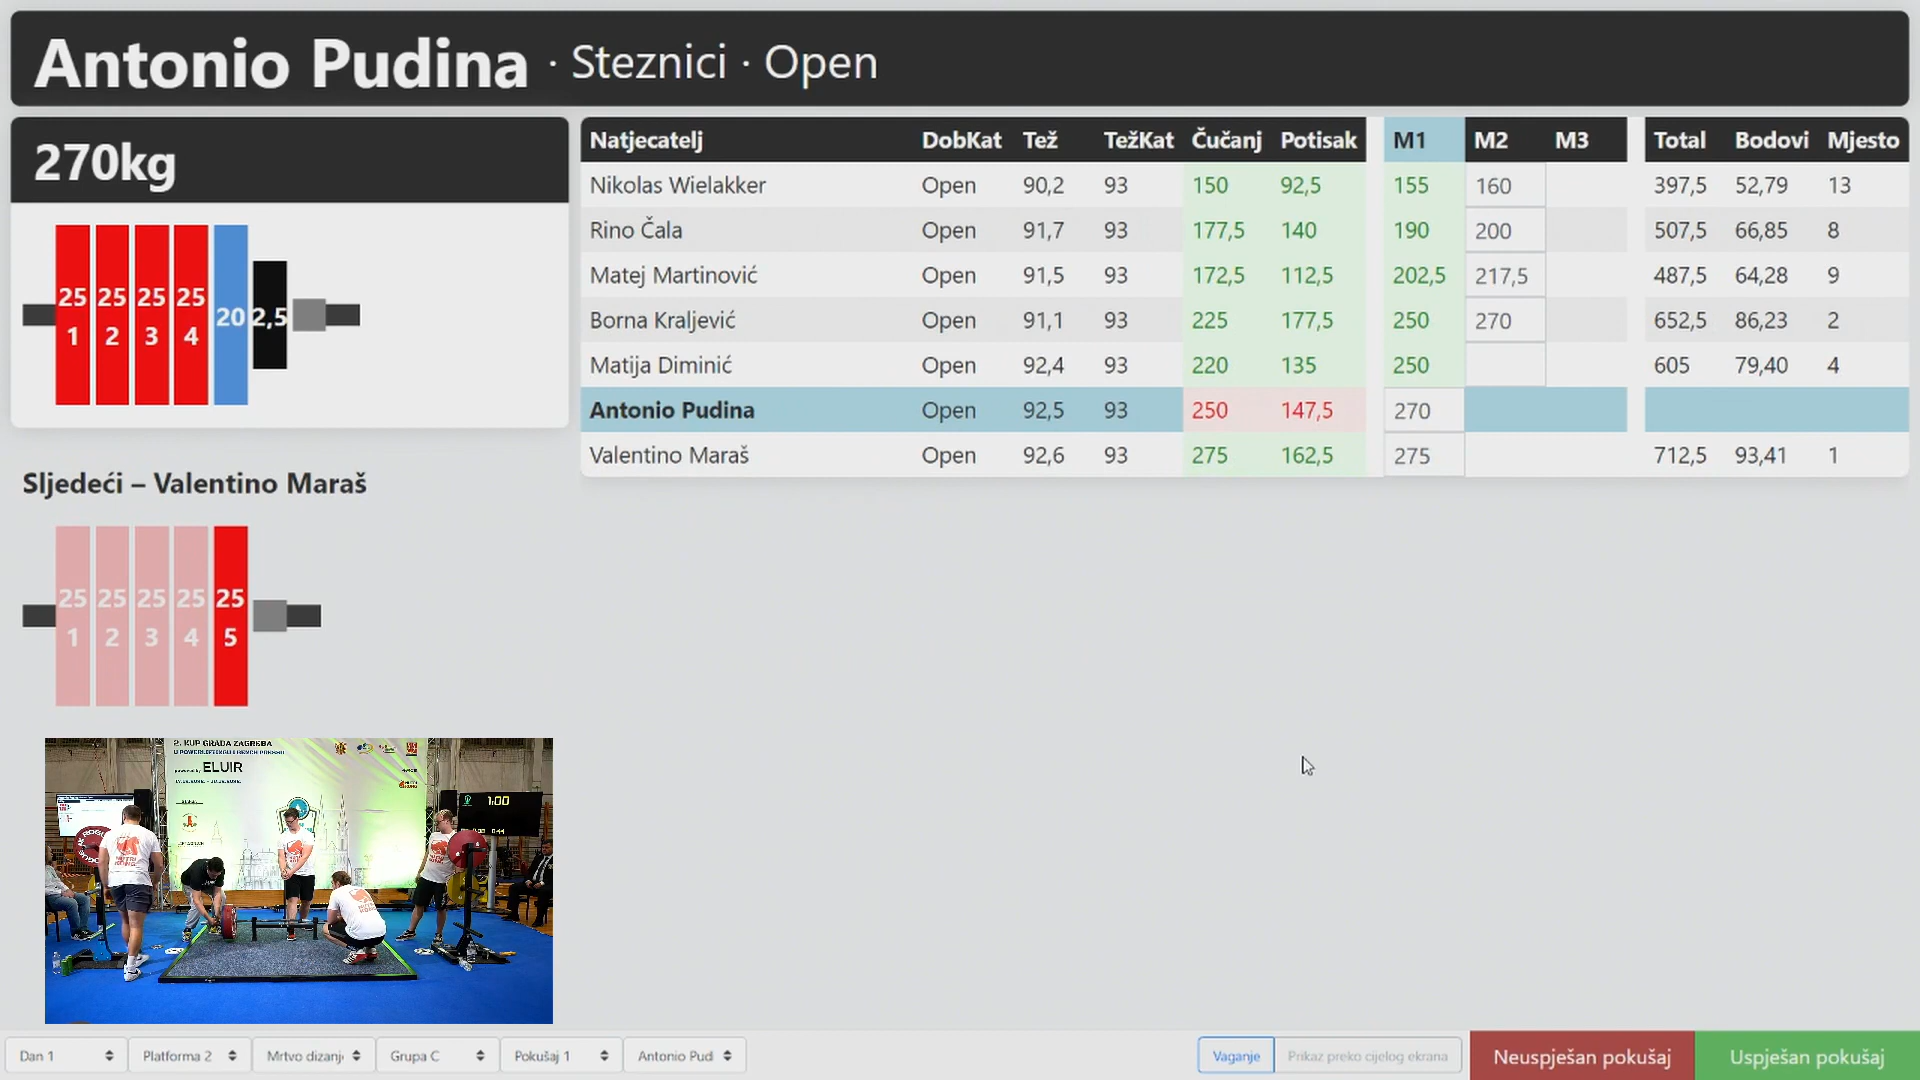 Antonio Pudina · Steznici · Open
270kg
25 25 25 25 20 2,5
1 2 3 4
Sljedeći – Valentino Maraš
25 25 25 25 25
1 2 3 4 5
Natjecatelj DobKat Tež TežKat Čučanj Potisak M1 M2 M3 Total Bodovi Mjesto
Nikolas Wielakker Open 90,2 93 150 92,5 155 160 397,5 52,79 13
Rino Čala Open 91,7 93 177,5 140 190 200 507,5 66,85 8
Matej Martinović Open 91,5 93 172,5 112,5 202,5 217,5 487,5 64,28 9
Borna Kraljević Open 91,1 93 225 177,5 250 270 652,5 86,23 2
Matija Diminić Open 92,4 93 220 135 250 605 79,40 4
Antonio Pudina Open 92,5 93 250 147,5 270
Valentino Maraš Open 92,6 93 275 162,5 275 712,5 93,41 1
2. KUP GRADA ZAGREBA
powered by ELUIR
1:00
Dan 1 Platforma 2 Mrtvo dizanj Grupa C Pokušaj 1 Antonio Pud Vaganje Prikaz preko cijelog ekrana Neuspješan pokušaj Uspješan pokušaj